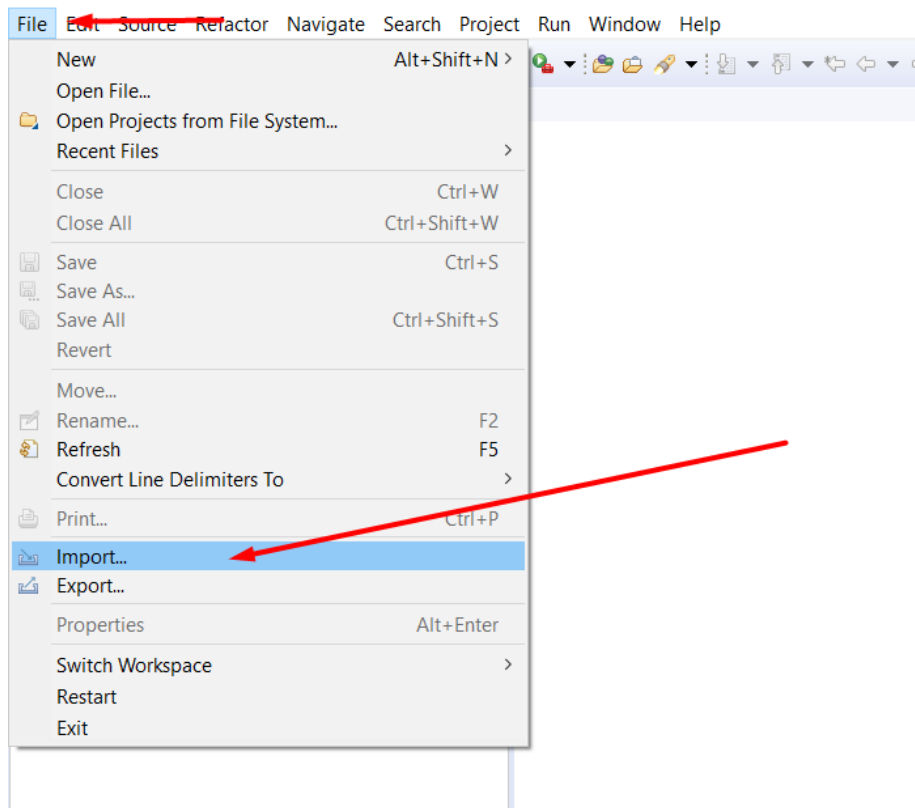 File Edit Source Refactor Navigate Search Project Run Window Help
New Alt+Shift+N >
Open File...
Open Projects from File System...
Recent Files >
Close Ctrl+W
Close All Ctrl+Shift+W
Save Ctrl+S
Save As...
Save All Ctrl+Shift+S
Revert
Move...
Rename... F2
Refresh F5
Convert Line Delimiters To >
Print... Ctrl+P
Import...
Export...
Properties Alt+Enter
Switch Workspace >
Restart
Exit